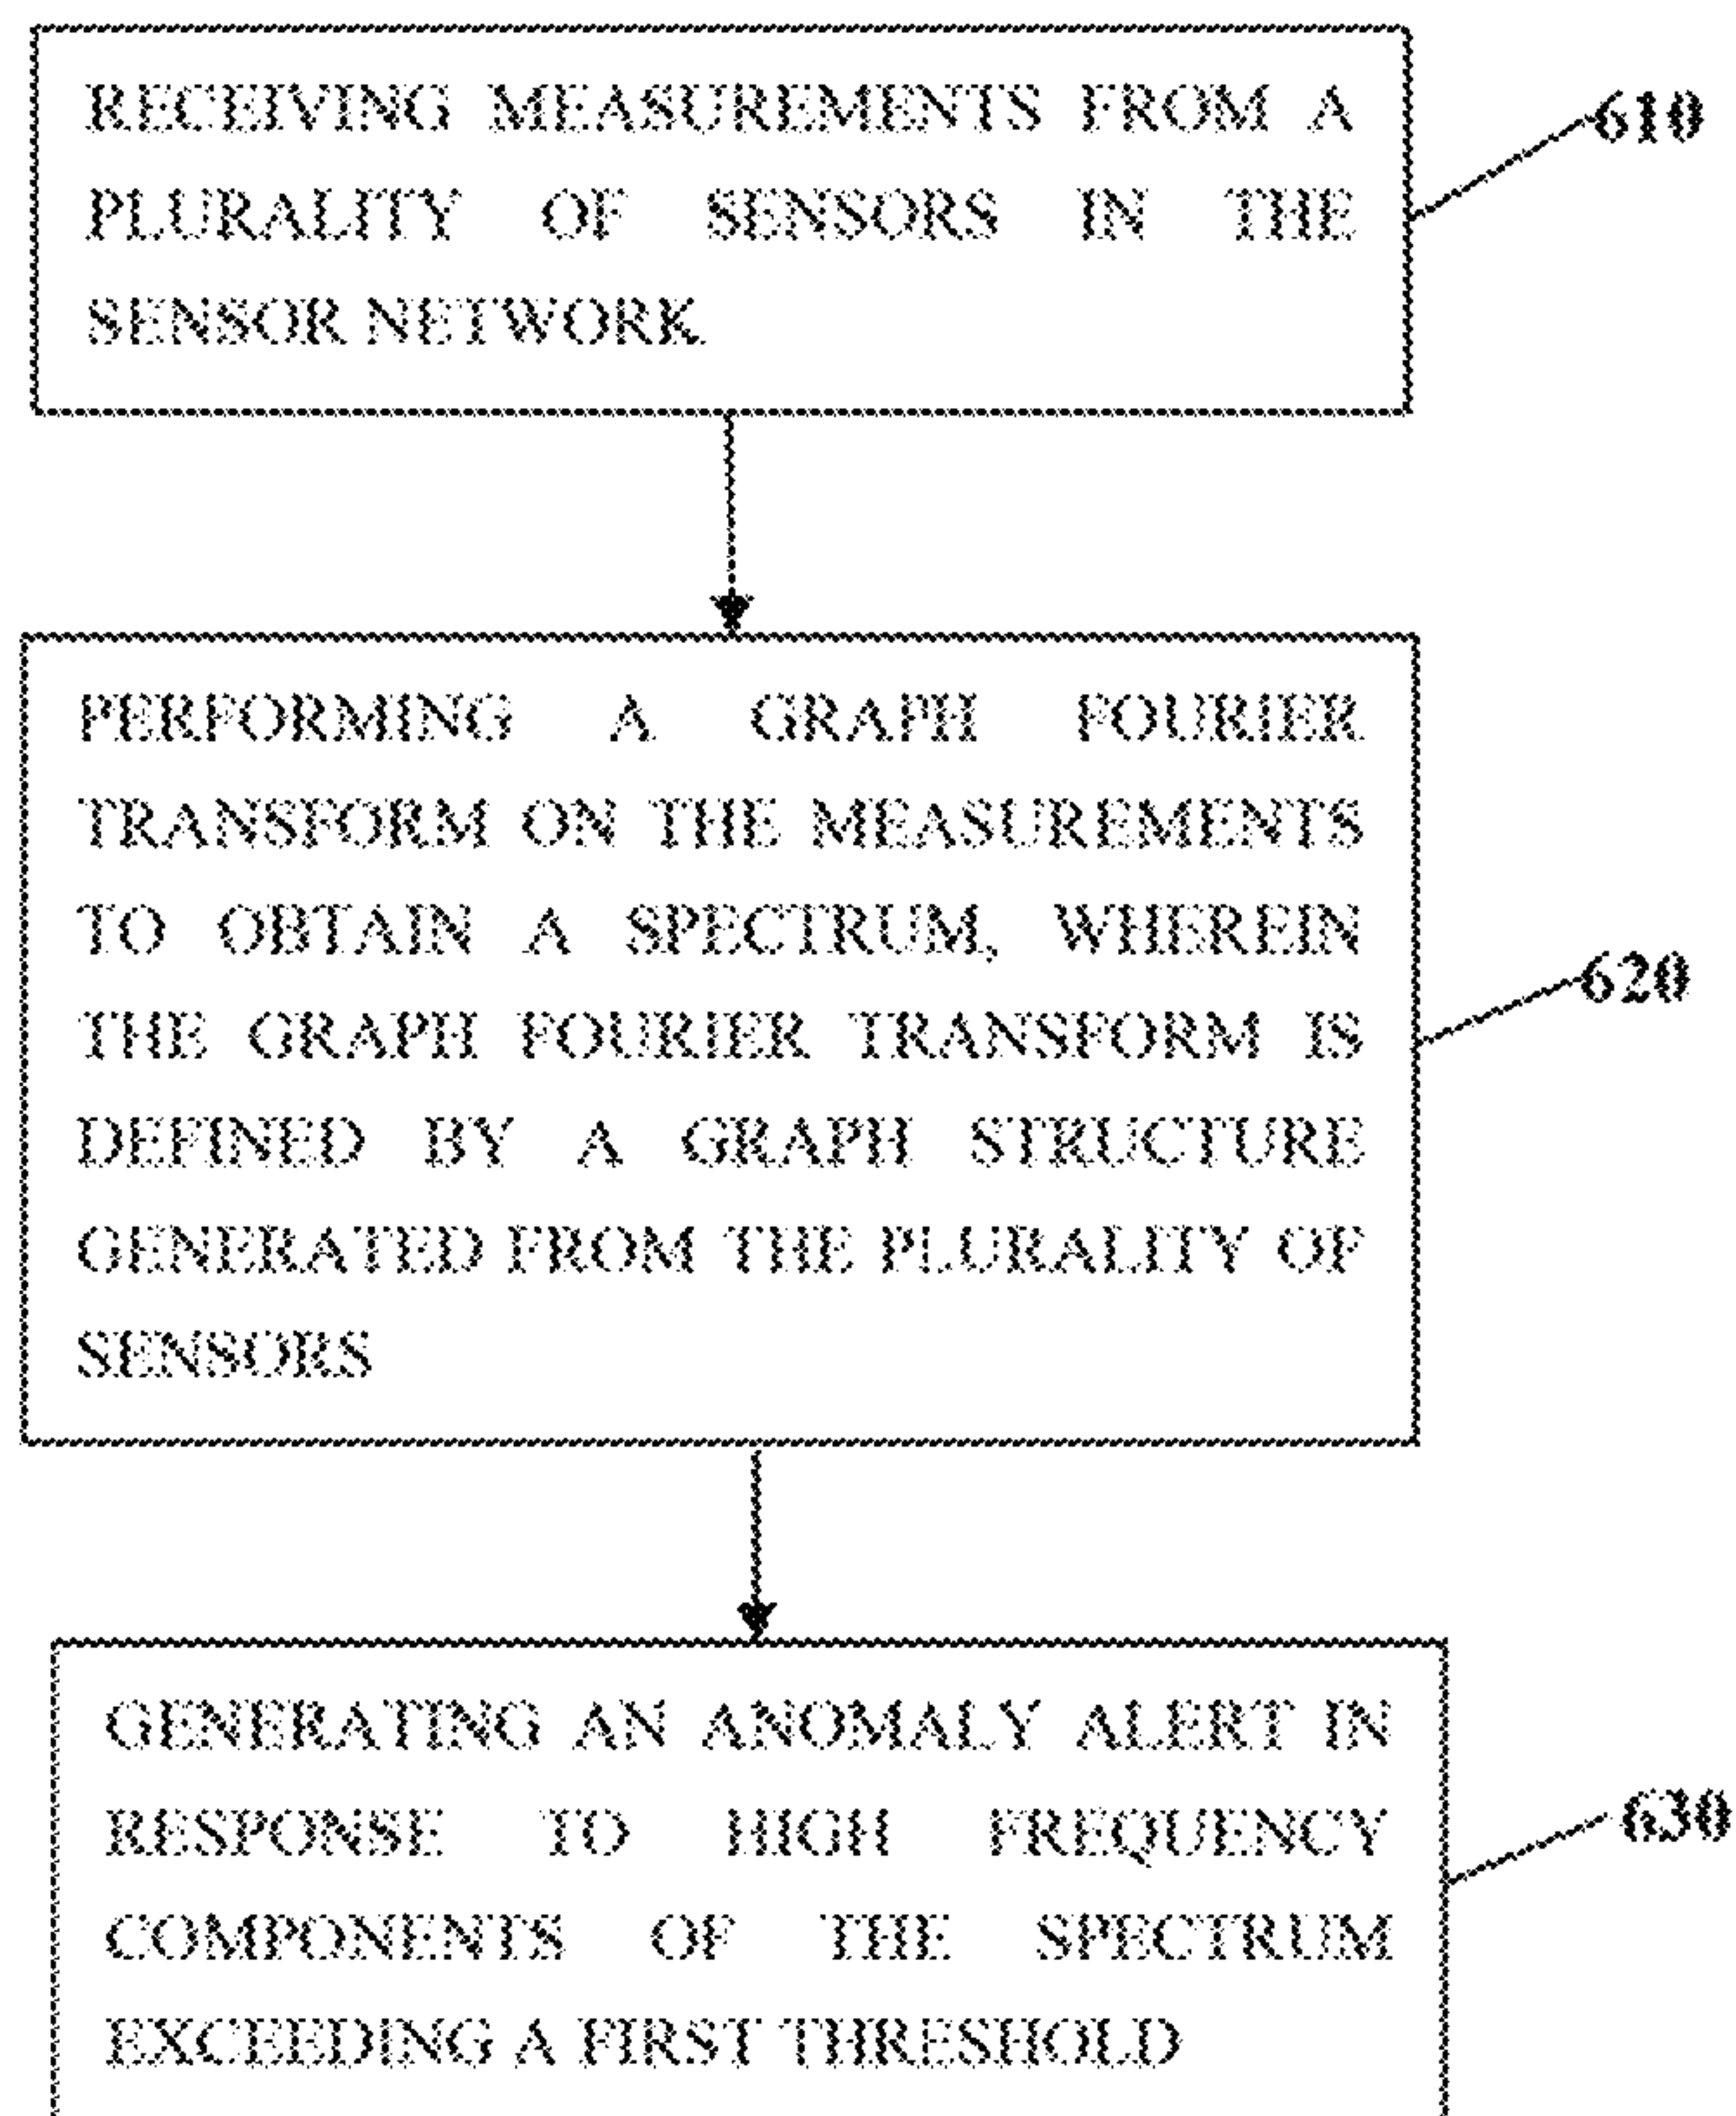 RECEIVING MEASUREMENTS FROM A
PLURALITY OF SENSORS IN THE
SENSOR NETWORK
610
PERFORMING A GRAPH FOURIER
TRANSFORM ON THE MEASUREMENTS
TO OBTAIN A SPECTRUM, WHEREIN
THE GRAPH FOURIER TRANSFORM IS
DEFINED BY A GRAPH STRUCTURE
GENERATED FROM THE PLURALITY OF
SENSORS
620
GENERATING AN ANOMALY ALERT IN
RESPONSE TO HIGH FREQUENCY
COMPONENTS OF THE SPECTRUM
EXCEEDING A FIRST THRESHOLD
630